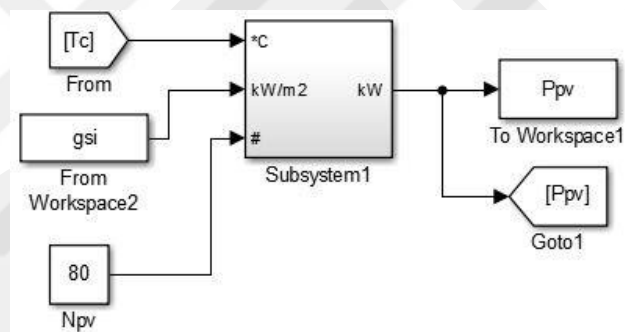 [Tc]
From
gsi
From
Workspace2
80
Npv
*C
kW/m2
#
kW
Subsystem1
Ppv
To Workspace1
[Ppv]
Goto1